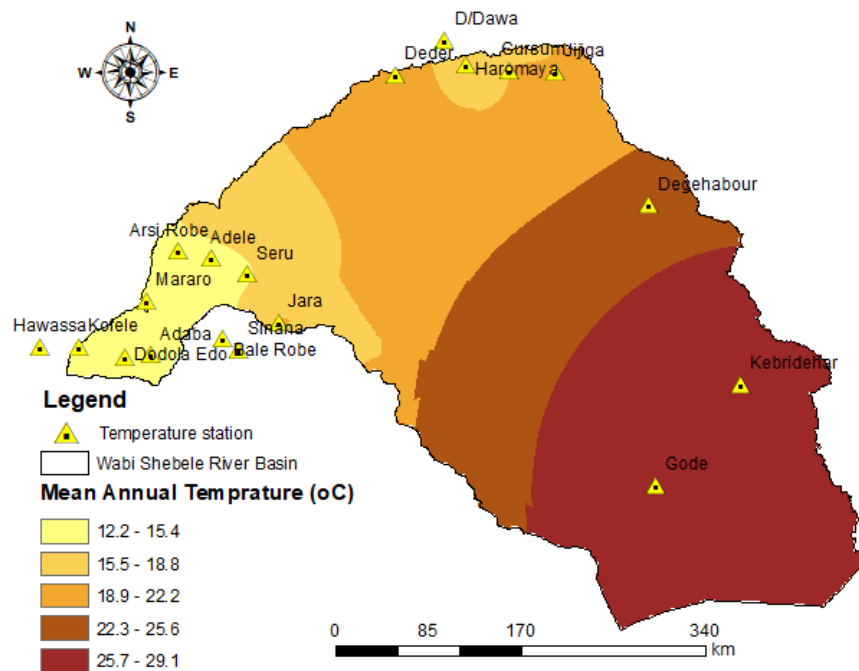 N
W
E
S
D/Dawa
Deder
Haromaya
Degehabour
Arsi Robe
Adele
Seru
Mararo
Jara
Hawassa
Kofele
Adaba
Sinana
Dodola
Edo
Bale Robe
Kebridehar
Gode
Legend
Temperature station
Wabi Shebele River Basin
Mean Annual Temprature (oC)
12.2 - 15.4
15.5 - 18.8
18.9 - 22.2
22.3 - 25.6
25.7 - 29.1
0 85 170 340
km